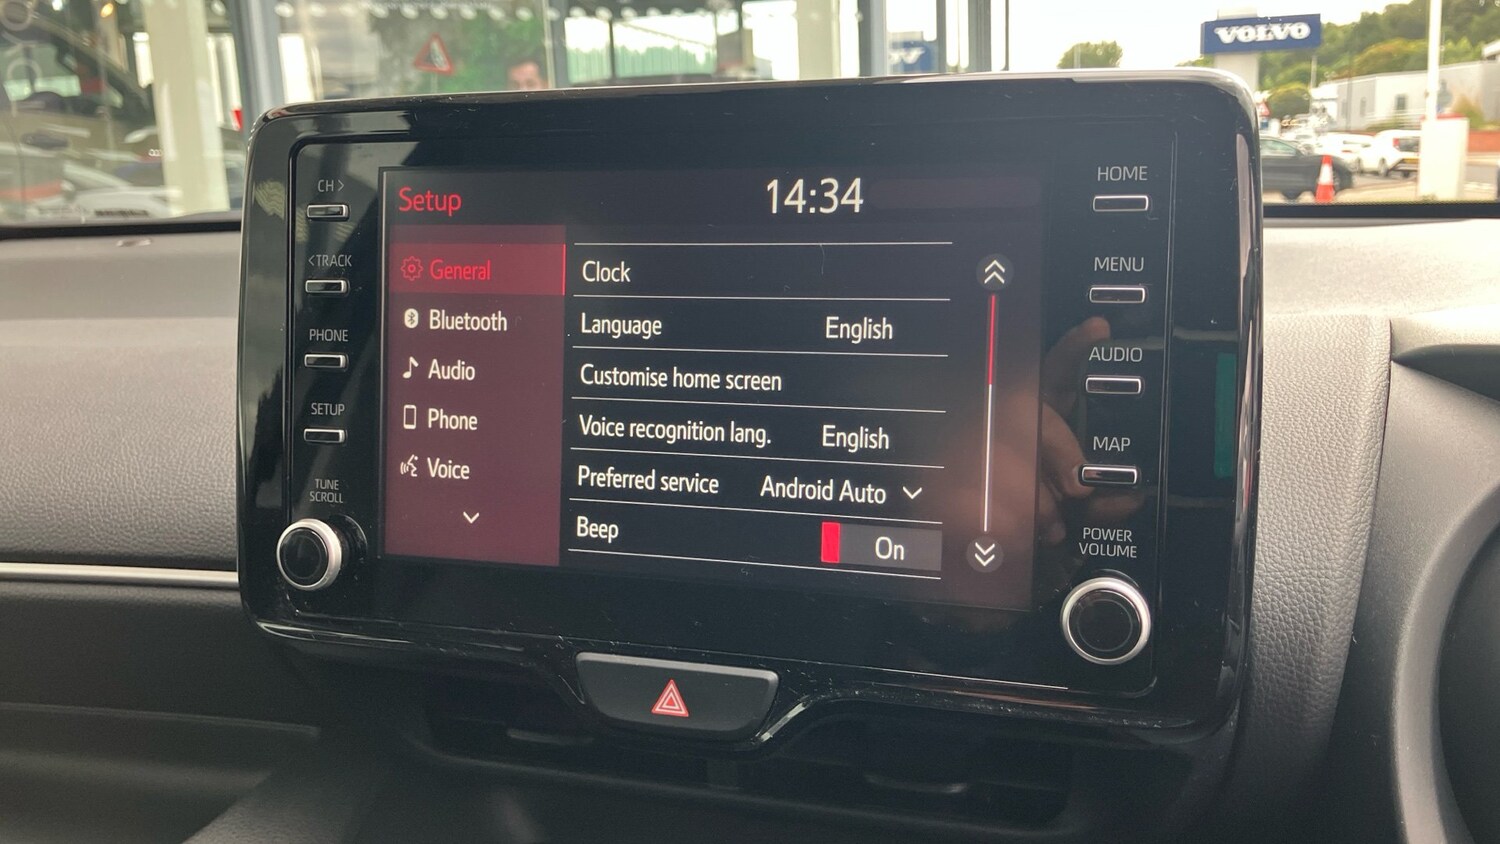 VOLVO
CH >
< TRACK
PHONE
SETUP
TUNE
SCROLL
Setup
14:34
General
Bluetooth
Audio
Phone
Voice
Clock
Language English
Customise home screen
Voice recognition lang. English
Preferred service Android Auto
Beep On
HOME
MENU
AUDIO
MAP
POWER
VOLUME